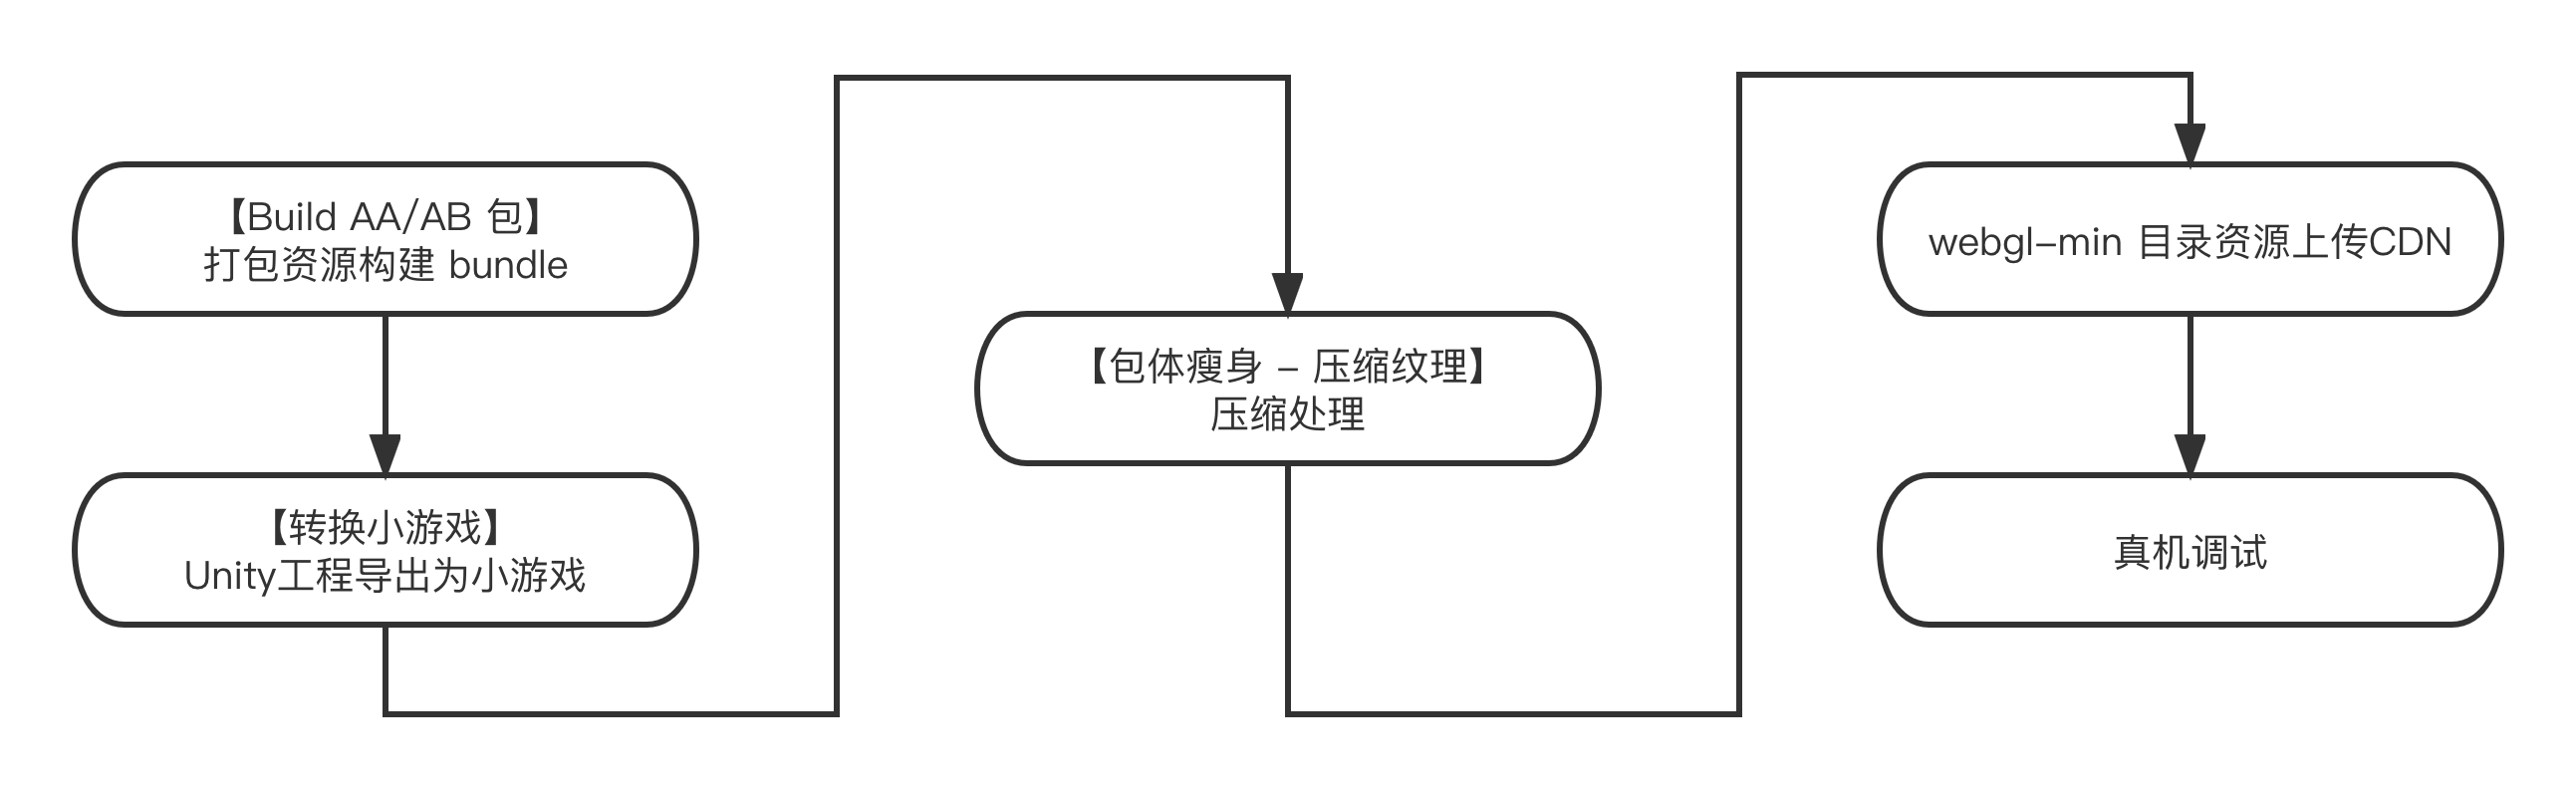 【Build AA/AB 包】
打包资源构建 bundle
【转换小游戏】
Unity工程导出为小游戏
【包体瘦身 – 压缩纹理】
压缩处理
webgl–min 目录资源上传CDN
真机调试